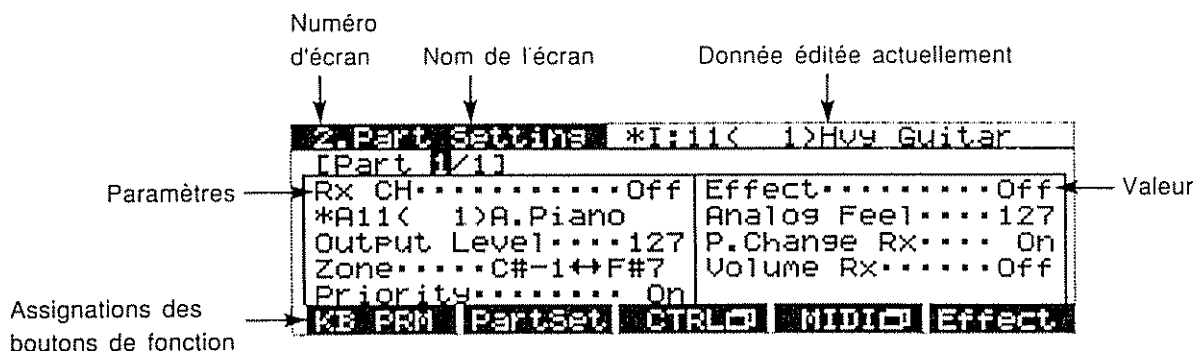 Numéro
d'écran
Nom de l'écran
Donnée éditée actuellement
2.Part Setting *I:11( 1)Hvy Guitar
[Part 1/1]
Paramètres
Rx CH···········Off
*A11( 1)A.Piano
Output Level····127
Zone·····C#-1↔F#7
Priority········ On
Effect·········Off
Analog Feel····127
P.Change Rx···· On
Volume Rx······Off
Valeur
Assignations des
boutons de fonction
KB PRM PartSet CTRL MIDI Effect